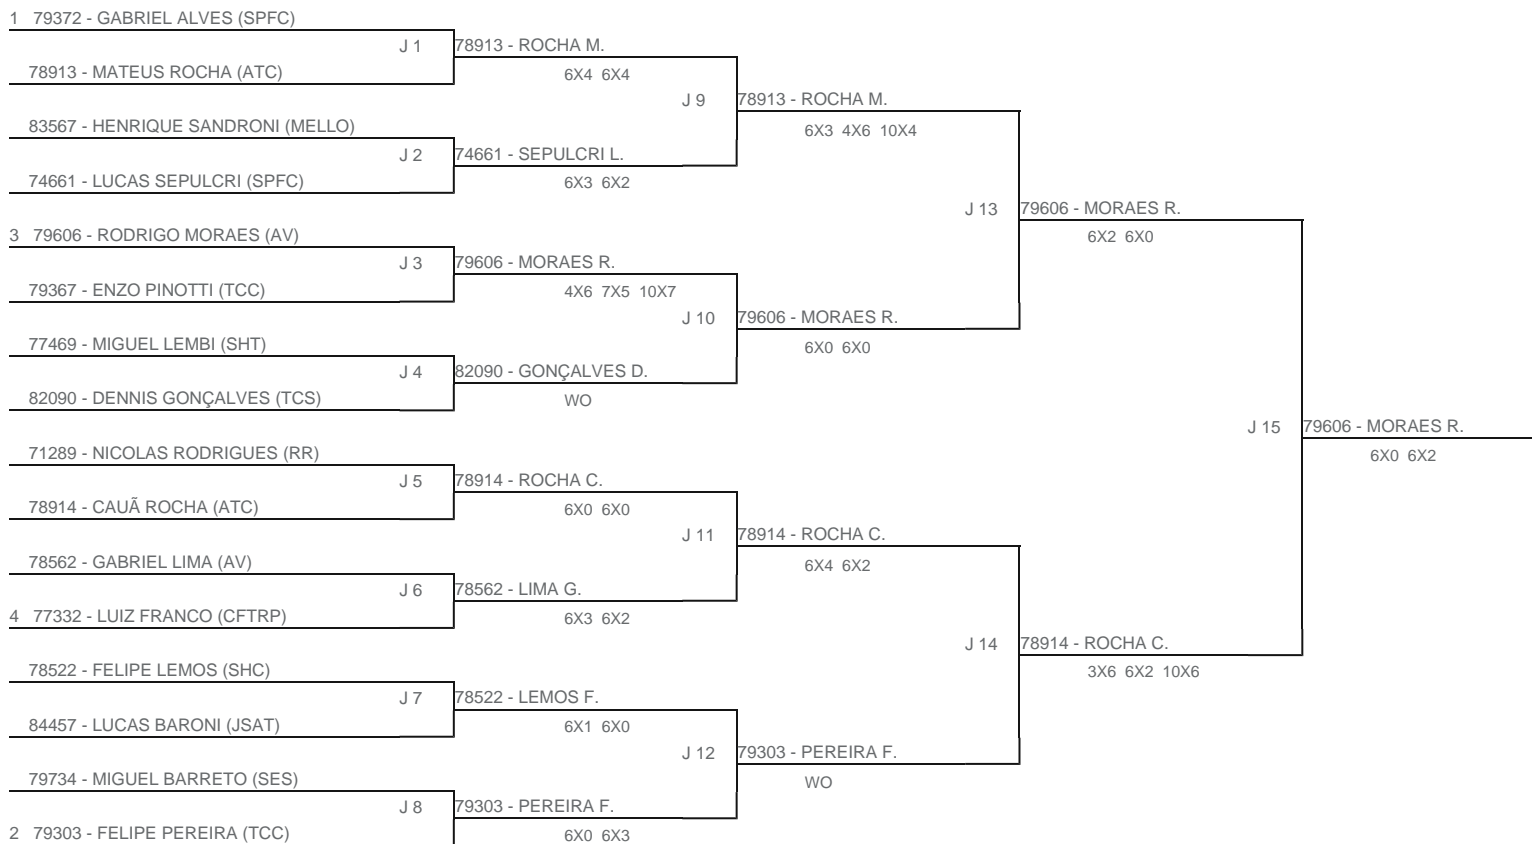 1 79372 - GABRIEL ALVES (SPFC)
J 1
78913 - ROCHA M.
78913 - MATEUS ROCHA (ATC)
6X4 6X4
J 9
78913 - ROCHA M.
83567 - HENRIQUE SANDRONI (MELLO)
6X3 4X6 10X4
J 2
74661 - SEPULCRI L.
74661 - LUCAS SEPULCRI (SPFC)
6X3 6X2
J 13
79606 - MORAES R.
3 79606 - RODRIGO MORAES (AV)
6X2 6X0
J 3
79606 - MORAES R.
79367 - ENZO PINOTTI (TCC)
4X6 7X5 10X7
J 10
79606 - MORAES R.
77469 - MIGUEL LEMBI (SHT)
6X0 6X0
J 4
82090 - GONÇALVES D.
82090 - DENNIS GONÇALVES (TCS)
WO
J 15
79606 - MORAES R.
71289 - NICOLAS RODRIGUES (RR)
6X0 6X2
J 5
78914 - ROCHA C.
78914 - CAUÃ ROCHA (ATC)
6X0 6X0
J 11
78914 - ROCHA C.
78562 - GABRIEL LIMA (AV)
6X4 6X2
J 6
78562 - LIMA G.
4 77332 - LUIZ FRANCO (CFTRP)
6X3 6X2
J 14
78914 - ROCHA C.
78522 - FELIPE LEMOS (SHC)
3X6 6X2 10X6
J 7
78522 - LEMOS F.
84457 - LUCAS BARONI (JSAT)
6X1 6X0
J 12
79303 - PEREIRA F.
79734 - MIGUEL BARRETO (SES)
WO
J 8
79303 - PEREIRA F.
2 79303 - FELIPE PEREIRA (TCC)
6X0 6X3